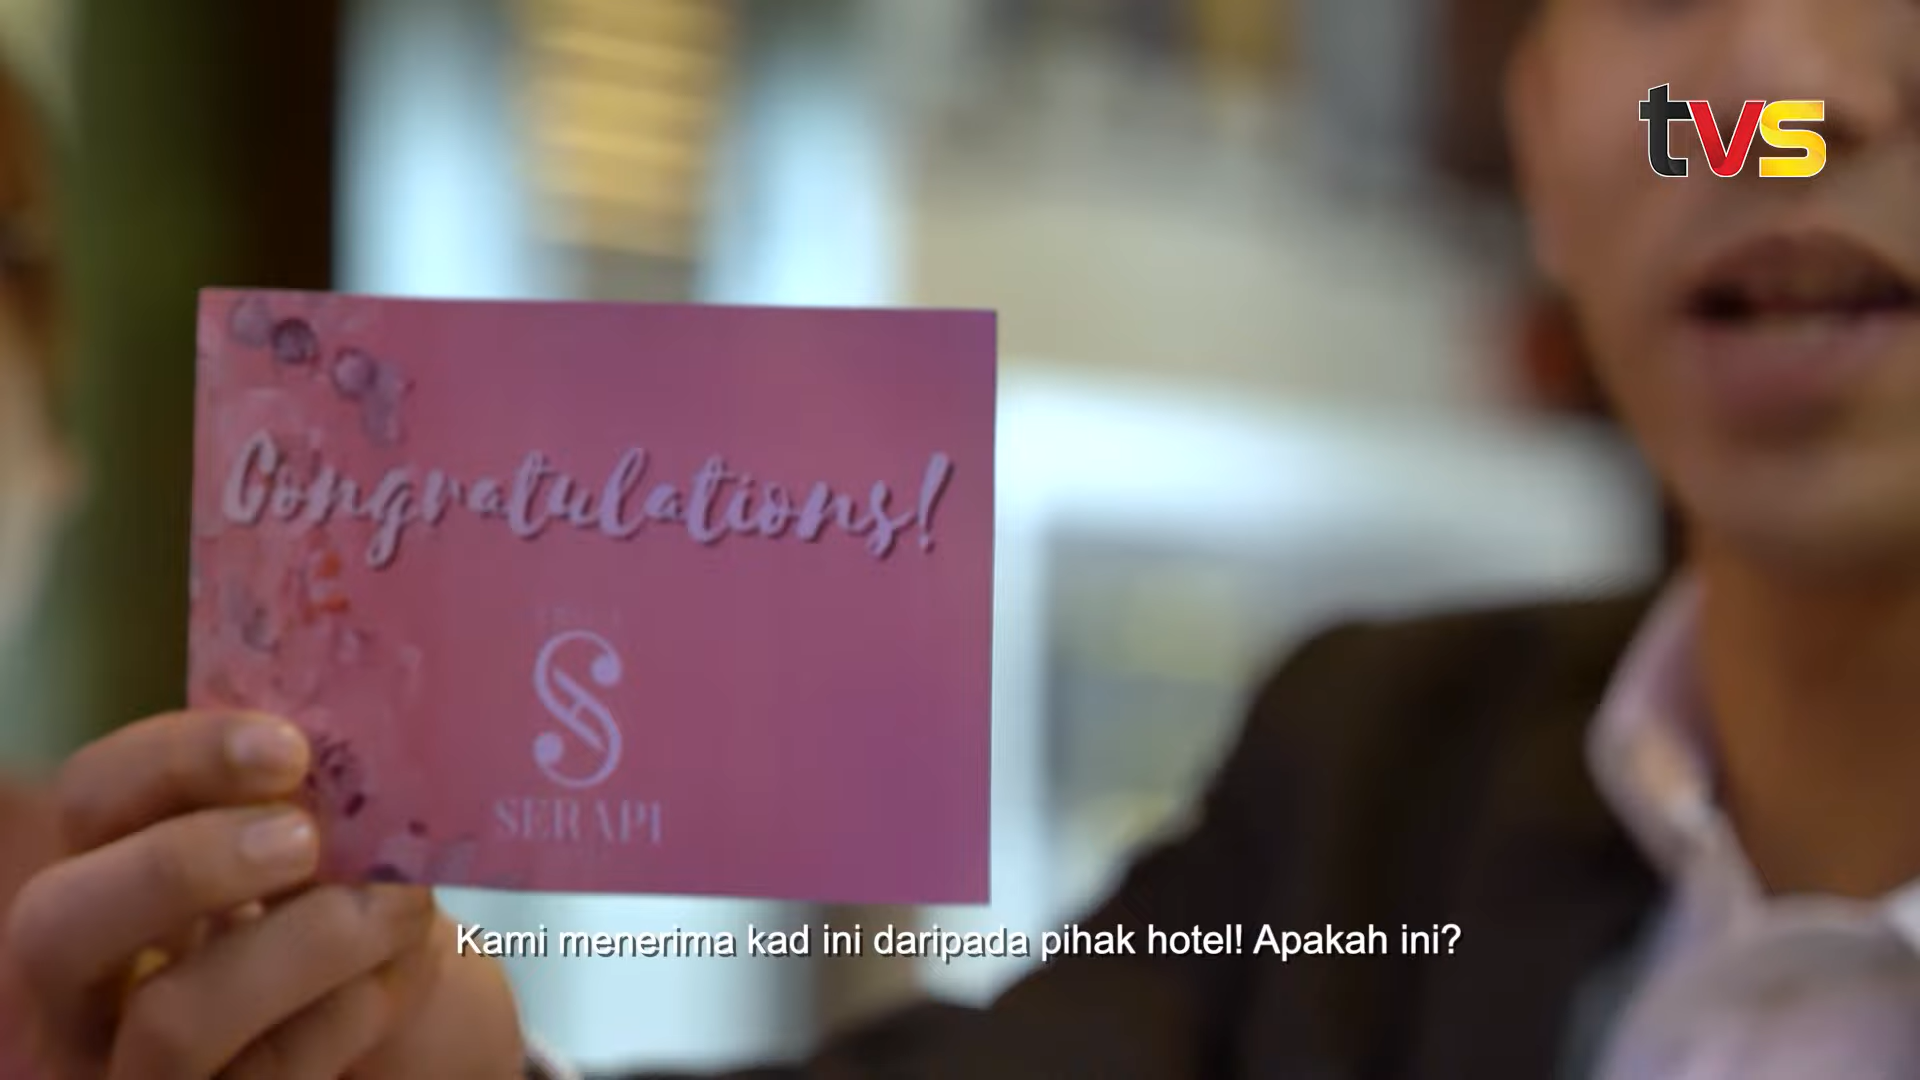 tvs
Congratulations!
SERAPI
Kami menerima kad ini daripada pihak hotel! Apakah ini?